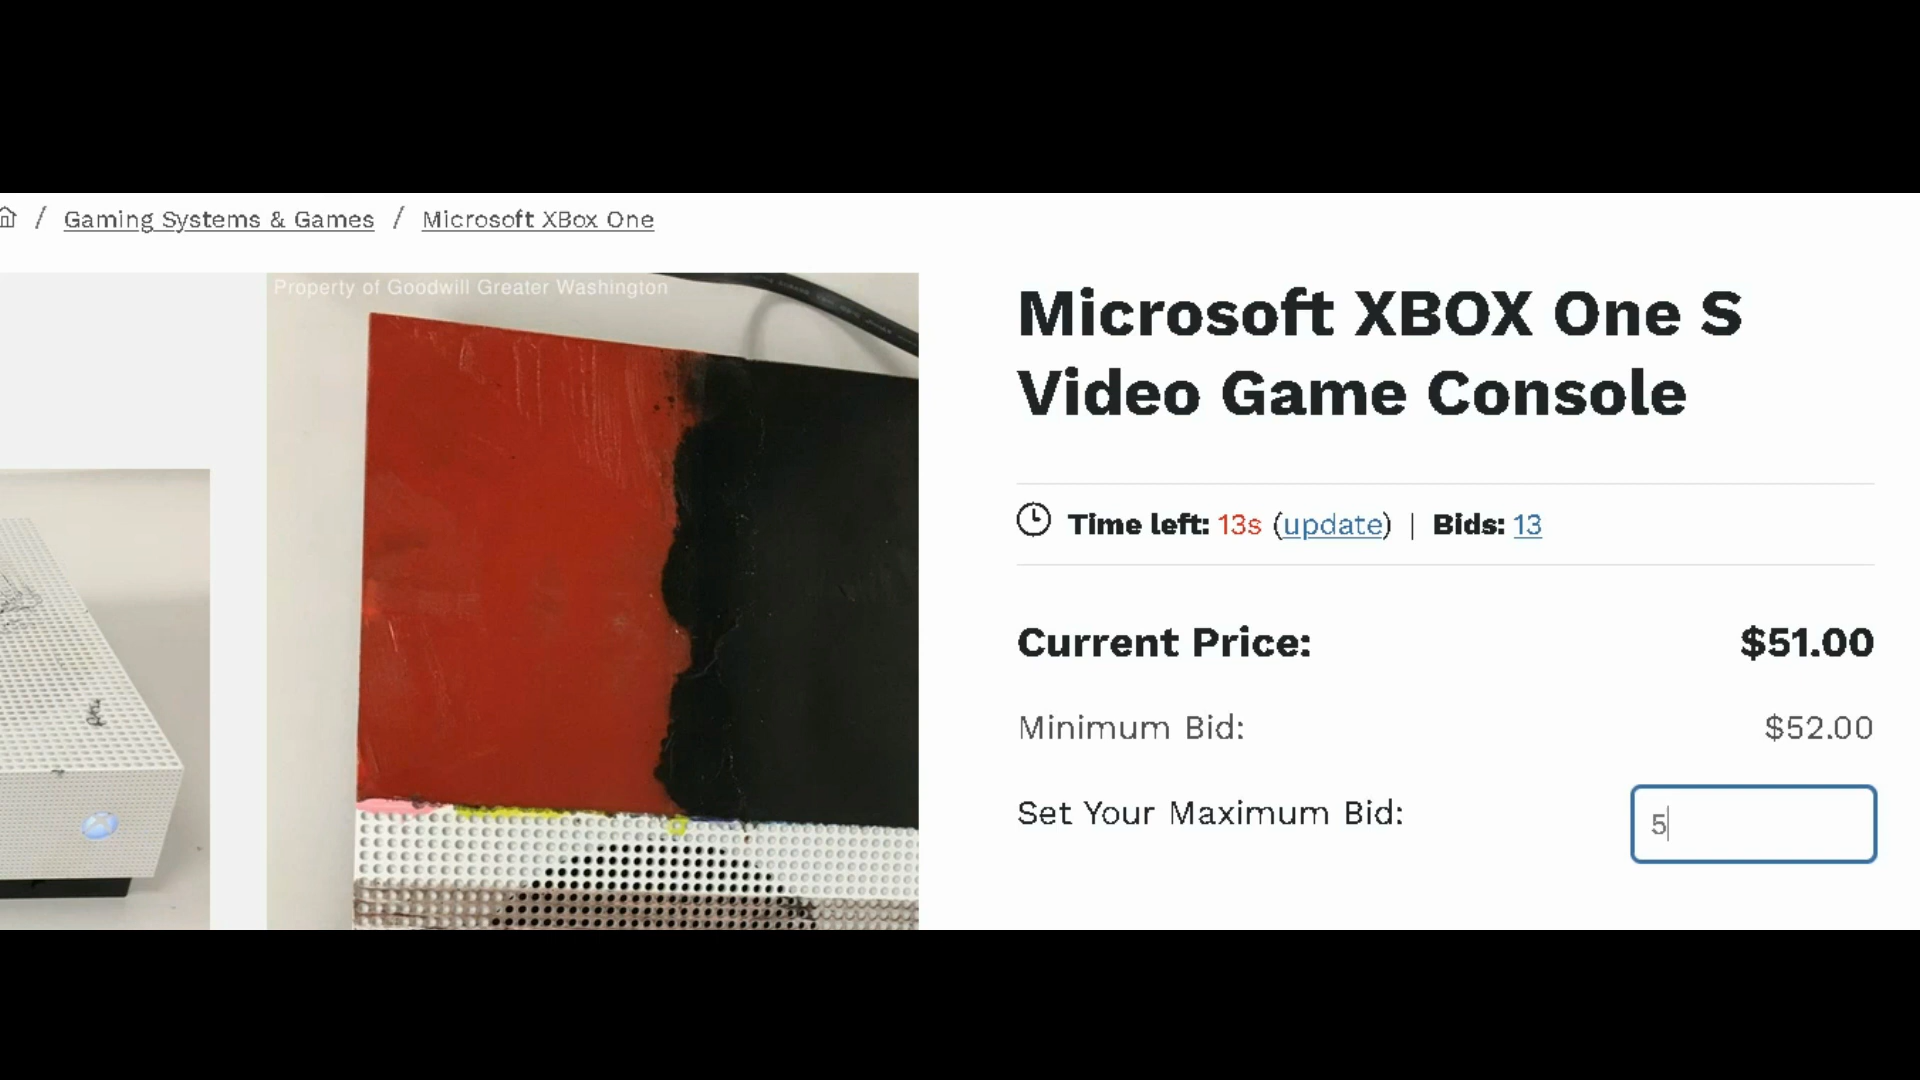 / Gaming Systems & Games / Microsoft XBox One
Property of Goodwill Greater Washington
Microsoft XBOX One S
Video Game Console
Time left: 13s (update) | Bids: 13
Current Price: $51.00
Minimum Bid: $52.00
Set Your Maximum Bid: 5